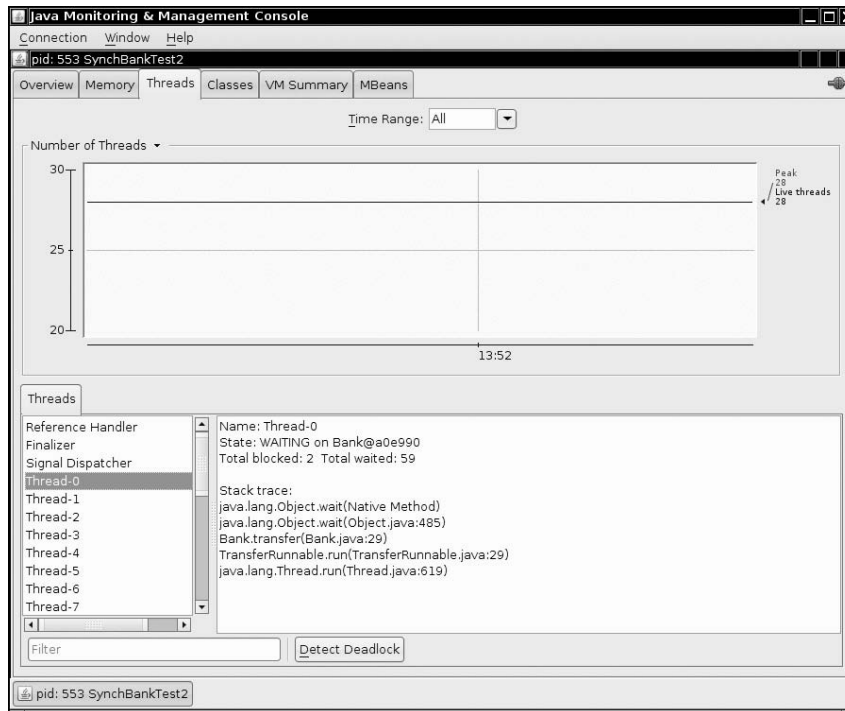 Java Monitoring & Management Console
Connection Window Help
pid: 553 SynchBankTest2
Overview Memory Threads Classes VM Summary MBeans
Time Range: All
Number of Threads
30
25
20
Peak
28
Live threads
28
13:52
Threads
Reference Handler
Finalizer
Signal Dispatcher
Thread-0
Thread-1
Thread-2
Thread-3
Thread-4
Thread-5
Thread-6
Thread-7
Name: Thread-0
State: WAITING on Bank@a0e990
Total blocked: 2 Total waited: 59
Stack trace:
java.lang.Object.wait(Native Method)
java.lang.Object.wait(Object.java:485)
Bank.transfer(Bank.java:29)
TransferRunnable.run(TransferRunnable.java:29)
java.lang.Thread.run(Thread.java:619)
Filter
Detect Deadlock
pid: 553 SynchBankTest2